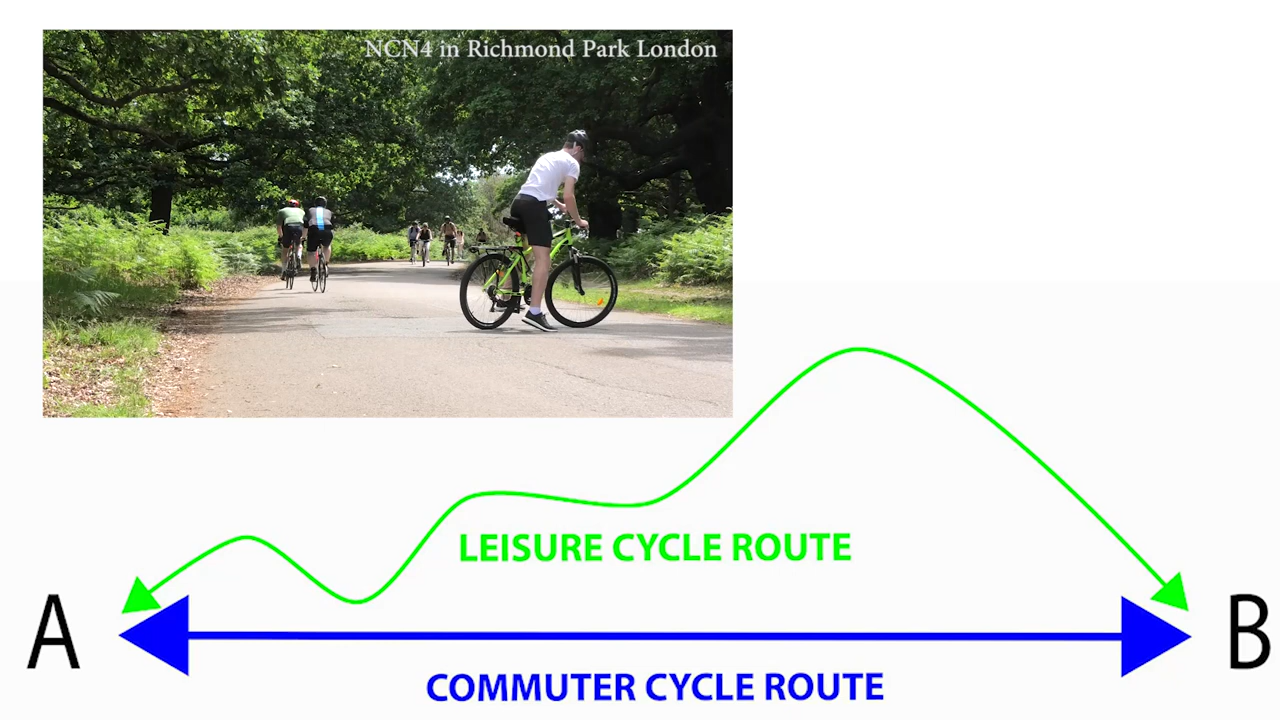 NCN4 in Richmond Park London
LEISURE CYCLE ROUTE
A
B
COMMUTER CYCLE ROUTE